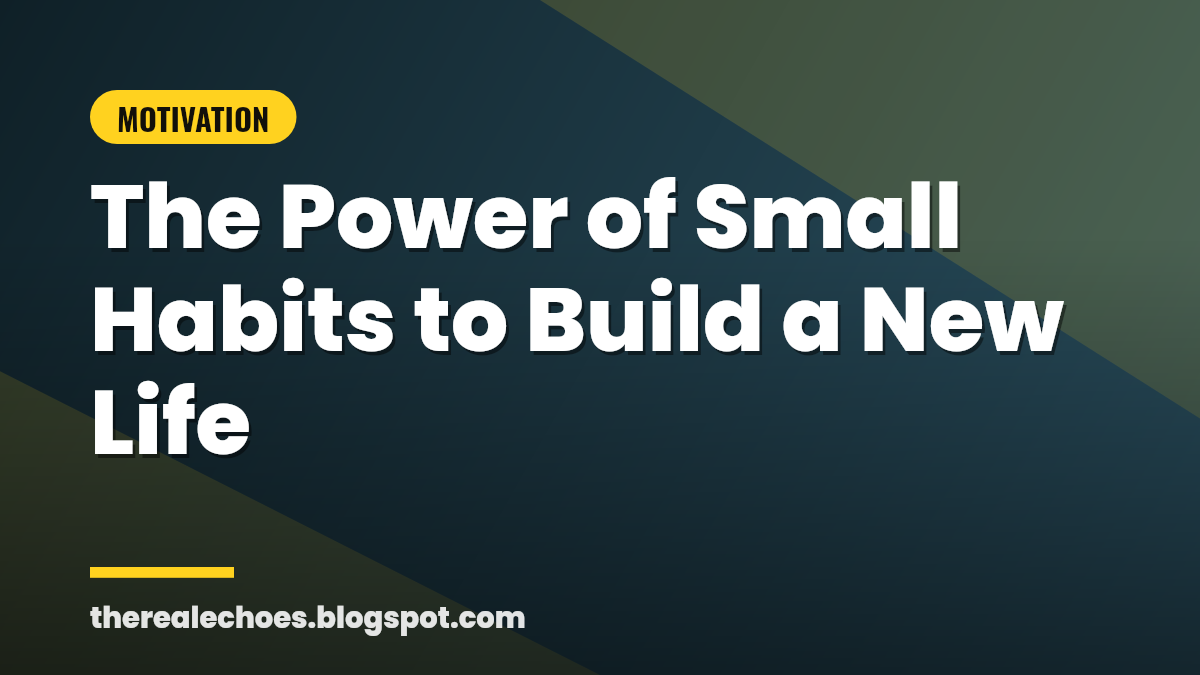 MOTIVATION
The Power of Small
Habits to Build a New
Life
therealechoes.blogspot.com